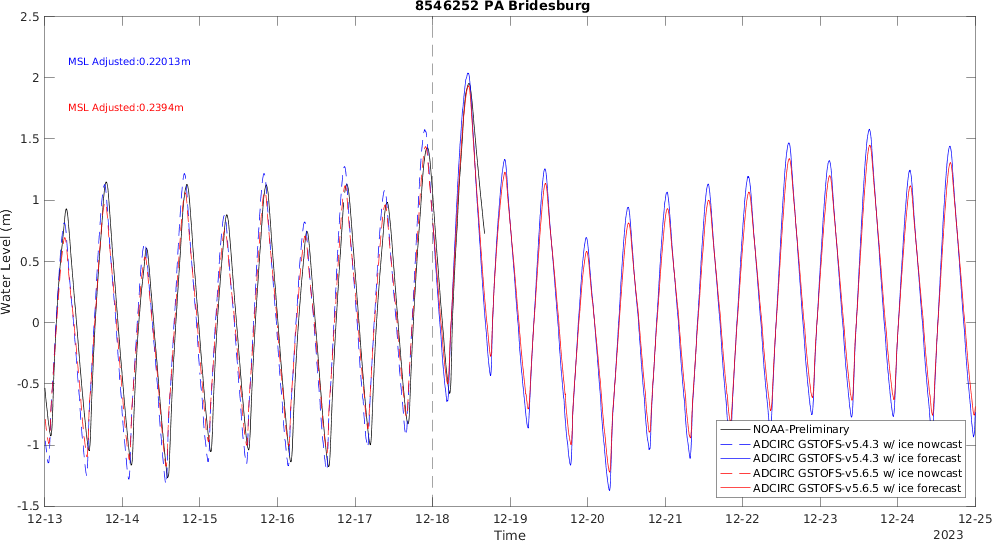 8546252 PA Bridesburg
MSL Adjusted:0.22013m
MSL Adjusted:0.2394m
Water Level (m)
2.5
2
1.5
1
0.5
0
-0.5
-1
-1.5
NOAA-Preliminary
ADCIRC GSTOFS-v5.4.3 w/ ice nowcast
ADCIRC GSTOFS-v5.4.3 w/ ice forecast
ADCIRC GSTOFS-v5.6.5 w/ ice nowcast
ADCIRC GSTOFS-v5.6.5 w/ ice forecast
12-13 12-14 12-15 12-16 12-17 12-18 12-19 12-20 12-21 12-22 12-23 12-24 12-25
Time
2023